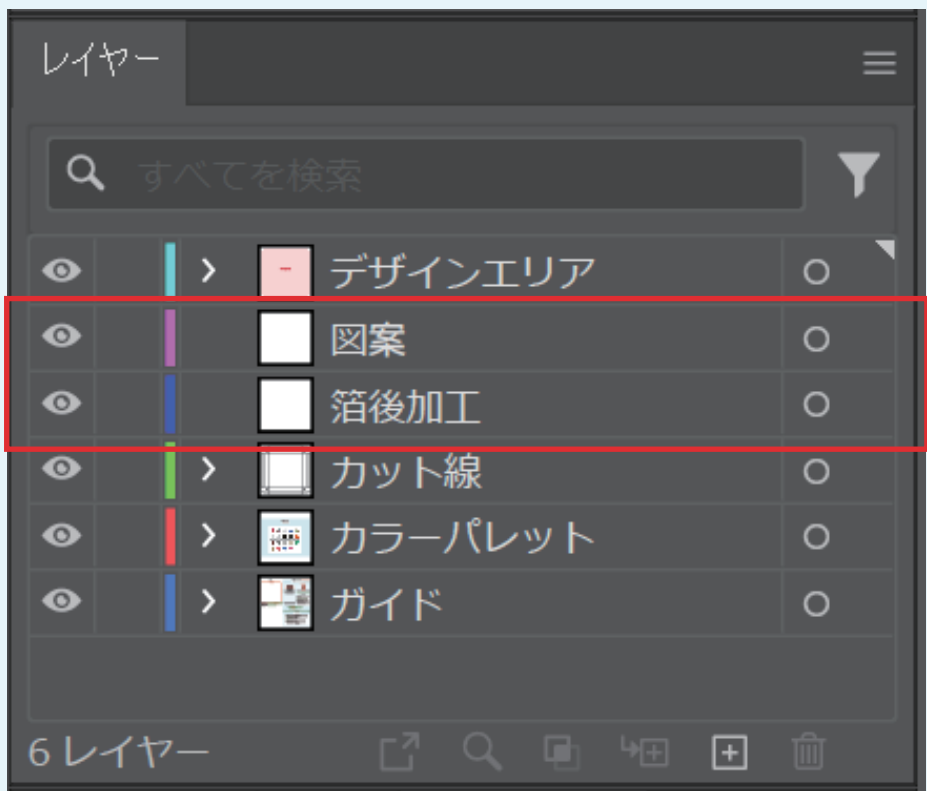 レイヤー
すべてを検索
デザインエリア
図案
箔後加工
カット線
カラーパレット
ガイド
6 レイヤー